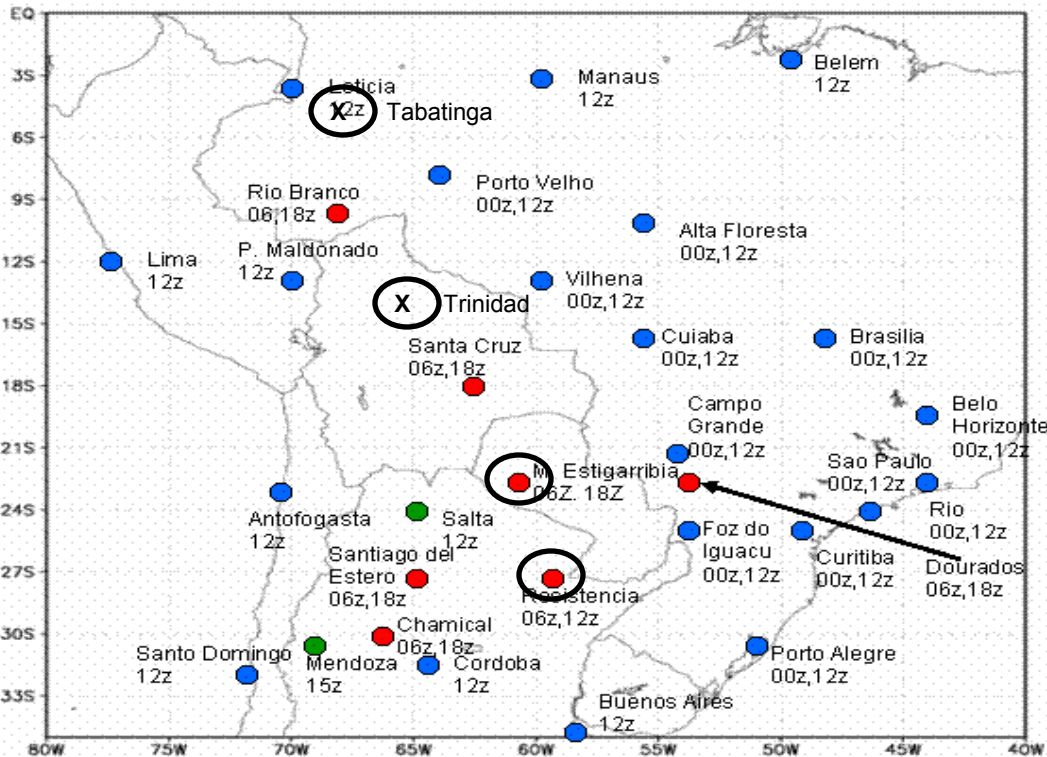 EQ
3S
6S
9S
12S
15S
18S
21S
24S
27S
30S
33S
80W
75W
70W
65W
60W
55W
50W
45W
40W
Belem
12z
Manaus
12z
Leticia
12z
X
Tabatinga
Porto Velho
00z,12z
Rio Branco
06,18z
Alta Floresta
00z,12z
Lima
12z
P. Maldonado
12z
Vilhena
00z,12z
X
Trinidad
Cuiaba
00z,12z
Brasilia
00z,12z
Santa Cruz
06z,18z
Campo
Grande
00z,12z
Belo
Horizonte
00z,12z
M. Estigarribia
06Z. 18Z
Sao Paulo
00z,12z
Rio
00z,12z
Antofogasta
12z
Salta
12z
Foz do
Iguacu
00z,12z
Curitiba
00z,12z
Dourados
06z,18z
Santiago del
Estero
06z,18z
Resistencia
06z,12z
Chamical
06z,18z
Santo Domingo
12z
Mendoza
15z
Cordoba
12z
Porto Alegre
00z,12z
Buenos Aires
12z